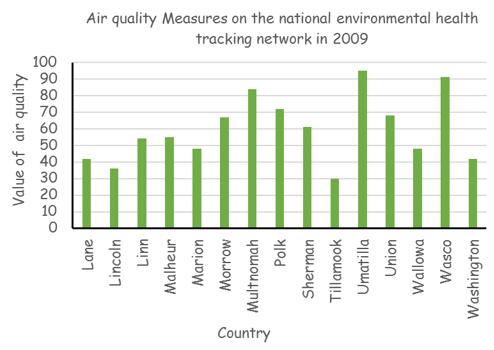 Air quality Measures on the national environmental health
tracking network in 2009
Value of air quality
100
90
80
70
60
50
40
30
20
10
0
Lane
Lincoln
Linn
Malheur
Marion
Morrow
Multnomah
Polk
Sherman
Tillamook
Umatilla
Union
Wallowa
Wasco
Washington
Country